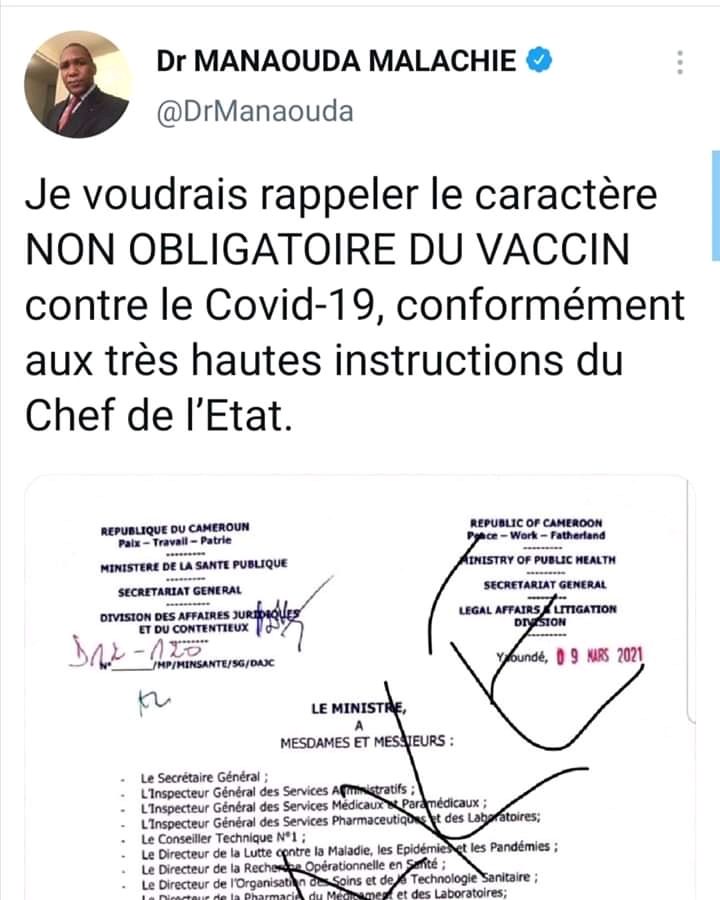 Dr MANAOUDA MALACHIE
@DrManaouda
Je voudrais rappeler le caractère
NON OBLIGATOIRE DU VACCIN
contre le Covid-19, conformément
aux très hautes instructions du
Chef de l'Etat.
REPUBLIQUE DU CAMEROUN
Paix – Travail – Patrie
MINISTERE DE LA SANTE PUBLIQUE
SECRETARIAT GENERAL
DIVISION DES AFFAIRES JURIDIQUES
ET DU CONTENTIEUX
D12-120
N° /MP/MINSANTE/SG/DAJC
REPUBLIC OF CAMEROON
Peace – Work – Fatherland
MINISTRY OF PUBLIC HEALTH
SECRETARIAT GENERAL
LEGAL AFFAIRS & LITIGATION
DIVISION
Yaoundé, 09 MARS 2021
LE MINISTRE,
A
MESDAMES ET MESSIEURS :
- Le Secrétaire Général ;
- L'Inspecteur Général des Services Administratifs ;
- L'Inspecteur Général des Services Médicaux et Paramédicaux ;
- L'Inspecteur Général des Services Pharmaceutiques et des Laboratoires;
- Le Conseiller Technique N°1 ;
- Le Directeur de la Lutte contre la Maladie, les Epidémies et les Pandémies ;
- Le Directeur de la Recherche Opérationnelle en Santé ;
- Le Directeur de l'Organisation des Soins et de la Technologie Sanitaire ;
- Le Directeur de la Pharmacie du Médicament et des Laboratoires;